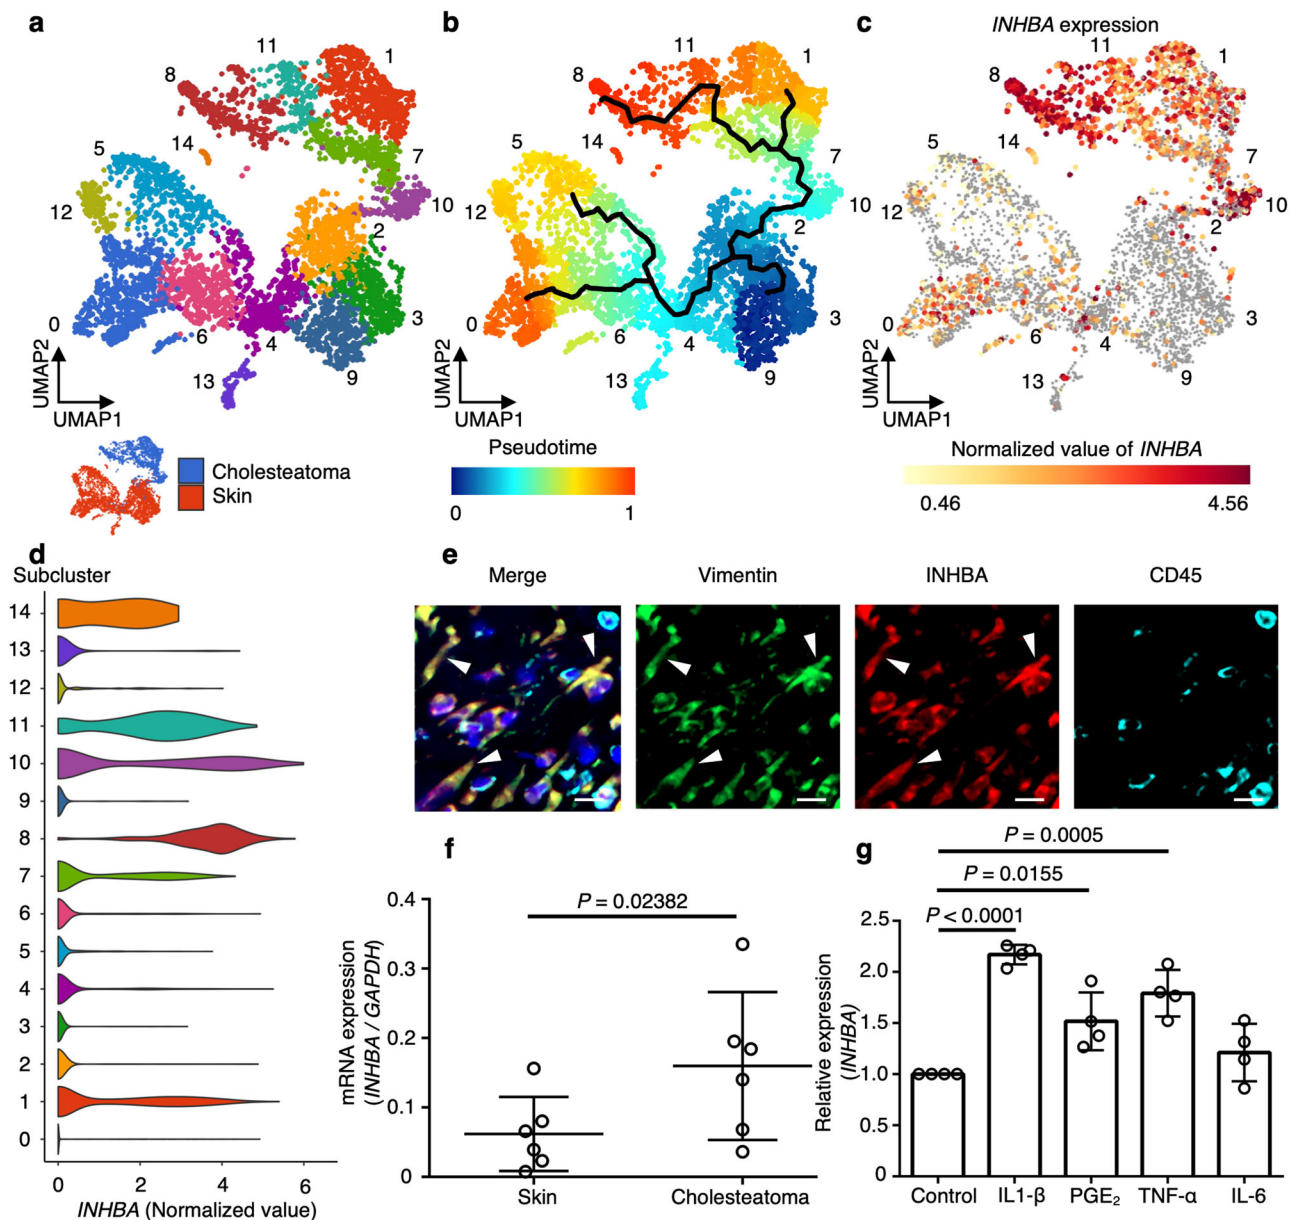 a
11
1
8
14
7
5
12
10
2
0
6
4
3
13
9
UMAP2
UMAP1
Cholesteatoma
Skin
b
11
1
8
14
7
5
12
10
2
0
6
4
3
13
9
UMAP2
UMAP1
Pseudotime
0 1
c
INHBA expression
11
1
8
14
7
5
12
10
2
0
6
4
3
13
9
UMAP2
UMAP1
Normalized value of INHBA
0.46 4.56
d
Subcluster
14
13
12
11
10
9
8
7
6
5
4
3
2
1
0
0 2 4 6
INHBA (Normalized value)
e
Merge Vimentin INHBA CD45
f
P = 0.02382
0.4
0.3
0.2
0.1
0
mRNA expression
(INHBA / GAPDH)
Skin Cholesteatoma
g
P = 0.0005
P = 0.0155
P < 0.0001
2.5
2.0
1.5
1.0
0.5
0
Relative expression
(INHBA)
Control IL1-β PGE₂ TNF-α IL-6